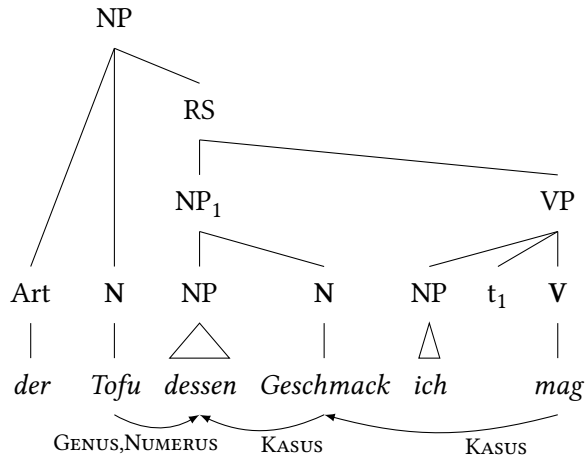 NP
RS
NP₁ VP
Art N NP N NP t₁ V
der Tofu dessen Geschmack ich mag
GENUS,NUMERUS KASUS KASUS